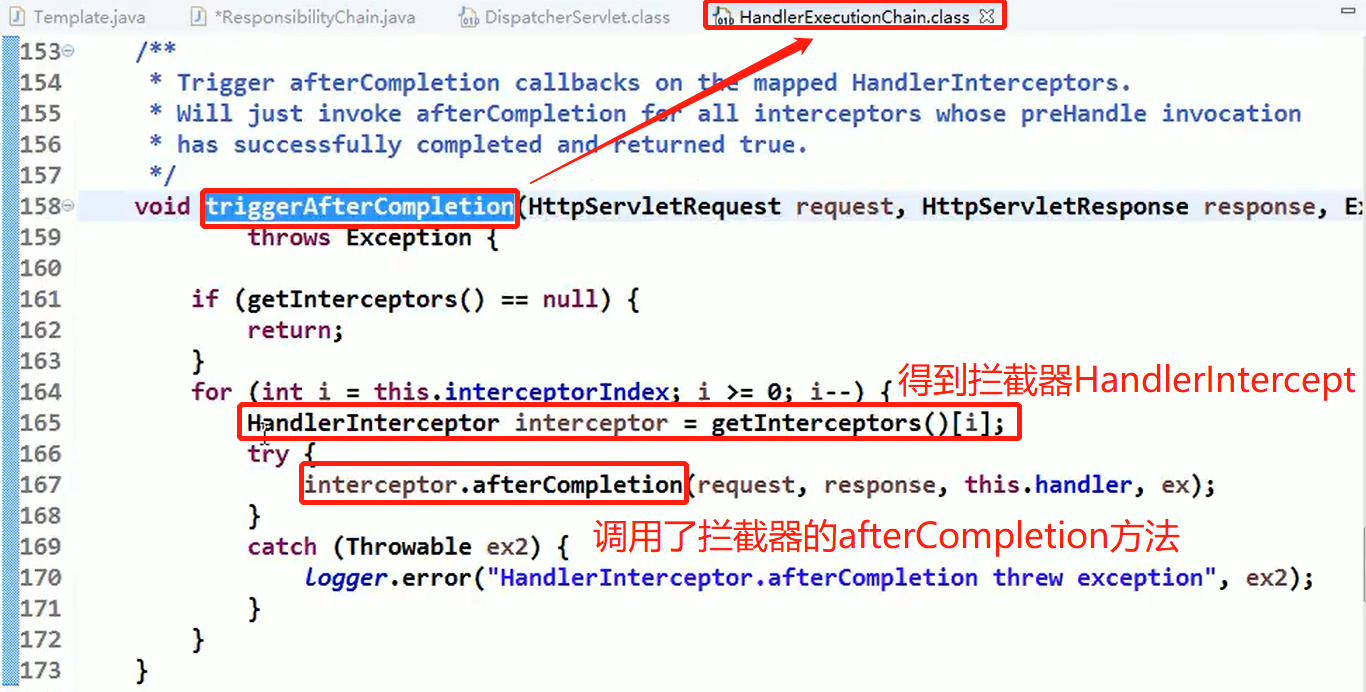 Template.java *ResponsibilityChain.java DispatcherServlet.class HandlerExecutionChain.class
153 /**
154 * Trigger afterCompletion callbacks on the mapped HandlerInterceptors.
155 * Will just invoke afterCompletion for all interceptors whose preHandle invocation
156 * has successfully completed and returned true.
157 */
158 void triggerAfterCompletion(HttpServletRequest request, HttpServletResponse response, E
159 throws Exception {
160
161 if (getInterceptors() == null) {
162 return;
163 }
164 for (int i = this.interceptorIndex; i >= 0; i--) {
得到拦截器HandlerIntercept
165 HandlerInterceptor interceptor = getInterceptors()[i];
166 try {
167 interceptor.afterCompletion(request, response, this.handler, ex);
168 }
调用了拦截器的afterCompletion方法
169 catch (Throwable ex2) {
170 logger.error("HandlerInterceptor.afterCompletion threw exception", ex2);
171 }
172 }
173 }